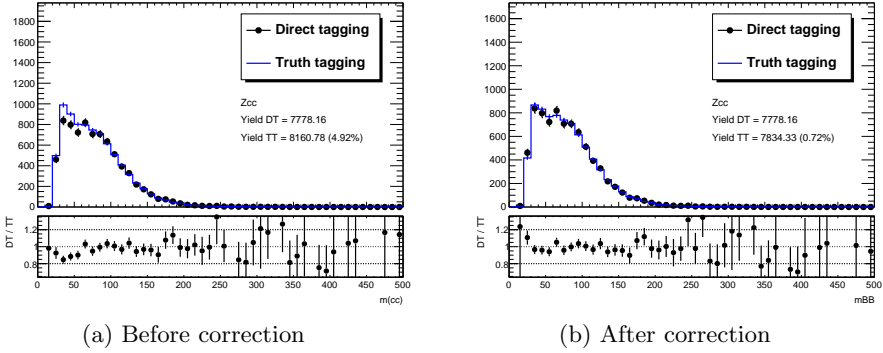 1800
1600
1400
1200
1000
800
600
400
200
0
Direct tagging
Truth tagging
Zcc
Yield DT = 7778.16
Yield TT = 8160.78 (4.92%)
DT / TT
1.2
1
0.8
0 50 100 150 200 250 300 350 400 450 500
m(cc)
(a) Before correction
1600
1400
1200
1000
800
600
400
200
0
Direct tagging
Truth tagging
Zcc
Yield DT = 7778.16
Yield TT = 7834.33 (0.72%)
DT / TT
1.2
1
0.8
0 50 100 150 200 250 300 350 400 450 500
mBB
(b) After correction